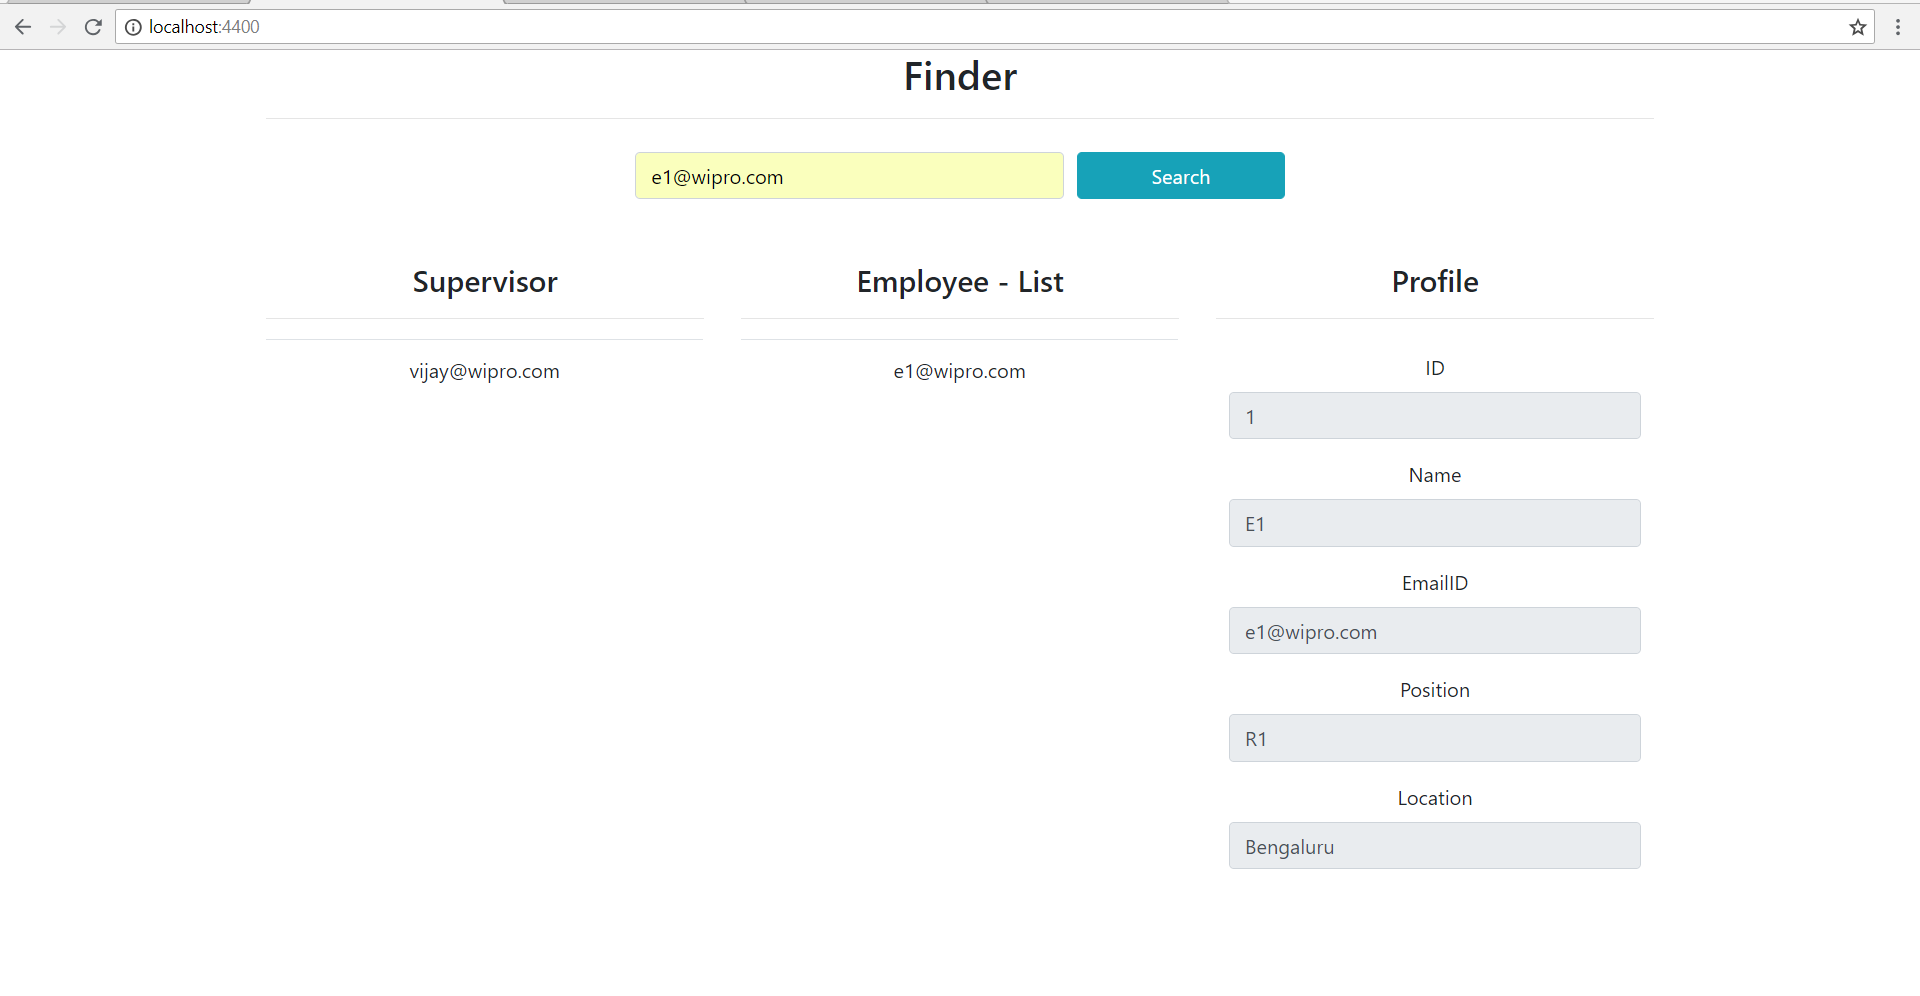 localhost:4400
Finder
e1@wipro.com
Search
Supervisor
vijay@wipro.com
Employee - List
e1@wipro.com
Profile
ID
1
Name
E1
EmailID
e1@wipro.com
Position
R1
Location
Bengaluru